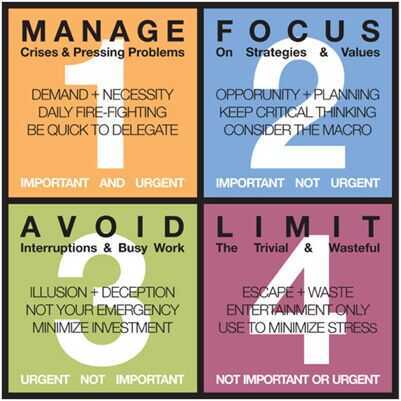 MANAGE
Crises & Pressing Problems
1
DEMAND + NECESSITY
DAILY FIRE-FIGHTING
BE QUICK TO DELEGATE
IMPORTANT AND URGENT
FOCUS
On Strategies & Values
2
OPPORUNITY + PLANNING
KEEP CRITICAL THINKING
CONSIDER THE MACRO
IMPORTANT NOT URGENT
AVOID
Interruptions & Busy Work
3
ILLUSION + DECEPTION
NOT YOUR EMERGENCY
MINIMIZE INVESTMENT
URGENT NOT IMPORTANT
LIMIT
The Trivial & Wasteful
4
ESCAPE + WASTE
ENTERTAINMENT ONLY
USE TO MINIMIZE STRESS
NOT IMPORTANT OR URGENT